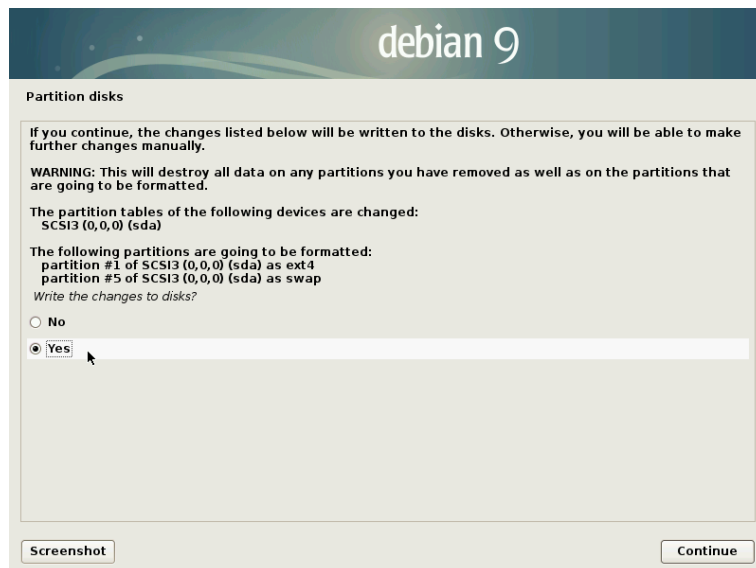 debian 9
Partition disks
If you continue, the changes listed below will be written to the disks. Otherwise, you will be able to make
further changes manually.
WARNING: This will destroy all data on any partitions you have removed as well as on the partitions that
are going to be formatted.
The partition tables of the following devices are changed:
SCSI3 (0,0,0) (sda)
The following partitions are going to be formatted:
partition #1 of SCSI3 (0,0,0) (sda) as ext4
partition #5 of SCSI3 (0,0,0) (sda) as swap
Write the changes to disks?
No
Yes
Screenshot
Continue